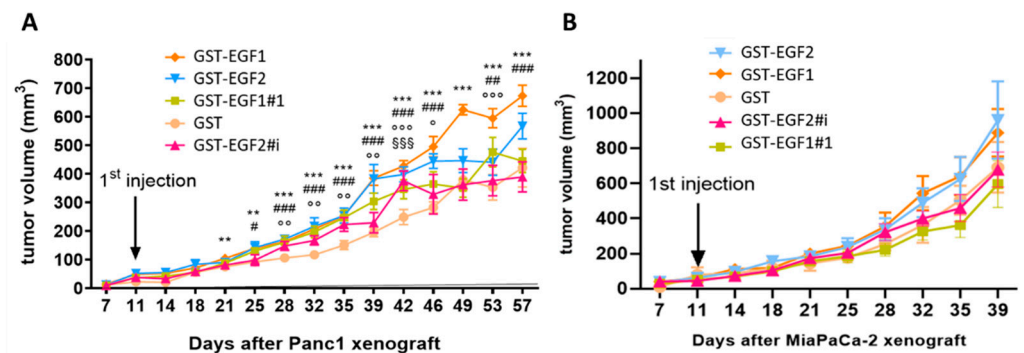 A
tumor volume (mm³)
800
700
600
500
400
300
200
100
0
GST-EGF1
GST-EGF2
GST-EGF1#1
GST
GST-EGF2#i
1st injection
**
**
#
***
###
°°
***
###
°°
***
###
°°
***
###
°°
***
###
°°°
§§§
***
###
°
***
***
##
°°°
***
###
7 11 14 18 21 25 28 32 35 39 42 46 49 53 57
Days after Panc1 xenograft
B
tumor volume (mm³)
1200
1000
800
600
400
200
0
GST-EGF2
GST-EGF1
GST
GST-EGF2#i
GST-EGF1#1
1st injection
7 11 14 18 21 25 28 32 35 39
Days after MiaPaCa-2 xenograft